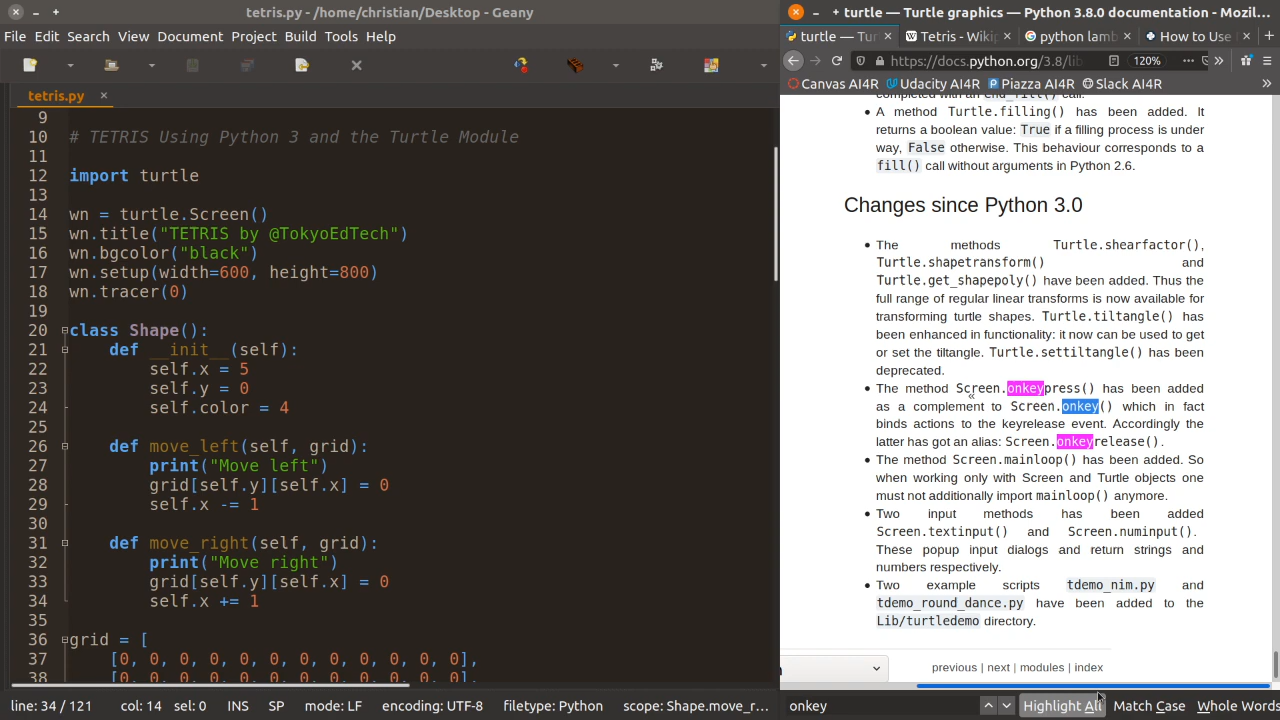 tetris.py - /home/christian/Desktop - Geany
File Edit Search View Document Project Build Tools Help
tetris.py
9
10 # TETRIS Using Python 3 and the Turtle Module
11
12 import turtle
13
14 wn = turtle.Screen()
15 wn.title("TETRIS by @TokyoEdTech")
16 wn.bgcolor("black")
17 wn.setup(width=600, height=800)
18 wn.tracer(0)
19
20 class Shape():
21 def __init__(self):
22 self.x = 5
23 self.y = 0
24 self.color = 4
25
26 def move_left(self, grid):
27 print("Move left")
28 grid[self.y][self.x] = 0
29 self.x -= 1
30
31 def move_right(self, grid):
32 print("Move right")
33 grid[self.y][self.x] = 0
34 self.x += 1
35
36 grid = [
37 [0, 0, 0, 0, 0, 0, 0, 0, 0, 0, 0, 0],
38 [0, 0, 0, 0, 0, 0, 0, 0, 0, 0, 0, 0],
line: 34 / 121 col: 14 sel: 0 INS SP mode: LF encoding: UTF-8 filetype: Python scope: Shape.move_r...
turtle — Turtle graphics — Python 3.8.0 documentation - Mozil...
turtle — Tur Tetris - Wiki python lamb How to Use
https://docs.python.org/3.8/lib 120%
Canvas AI4R Udacity AI4R Piazza AI4R Slack AI4R
completed with an end_fill() call.
A method Turtle.filling() has been added. It
returns a boolean value: True if a filling process is under
way, False otherwise. This behaviour corresponds to a
fill() call without arguments in Python 2.6.
Changes since Python 3.0
The methods Turtle.shearfactor(),
Turtle.shapetransform() and
Turtle.get_shapepoly() have been added. Thus the
full range of regular linear transforms is now available for
transforming turtle shapes. Turtle.tiltangle() has
been enhanced in functionality: it now can be used to get
or set the tiltangle. Turtle.settiltangle() has been
deprecated.
The method Screen.onkeypress() has been added
as a complement to Screen.onkey() which in fact
binds actions to the keyrelease event. Accordingly the
latter has got an alias: Screen.onkeyrelease().
The method Screen.mainloop() has been added. So
when working only with Screen and Turtle objects one
must not additionally import mainloop() anymore.
Two input methods has been added
Screen.textinput() and Screen.numinput().
These popup input dialogs and return strings and
numbers respectively.
Two example scripts tdemo_nim.py and
tdemo_round_dance.py have been added to the
Lib/turtledemo directory.
previous | next | modules | index
onkey Highlight All Match Case Whole Words